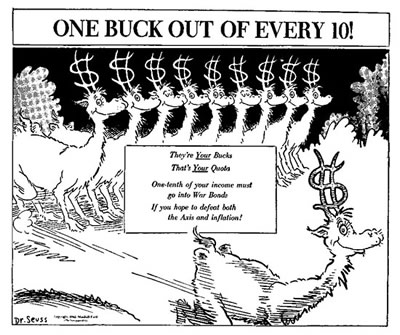 ONE BUCK OUT OF EVERY 10!
They're Your Bucks
That's Your Quota
One-tenth of your income must
go into War Bonds
If you hope to defeat both
the Axis and inflation!
Dr. Seuss